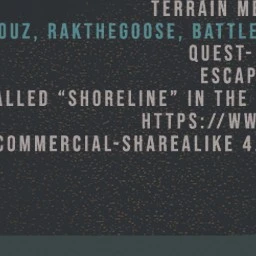 TERRAIN ME
OUZ, RAKTHEGOOSE, BATTLE
QUEST-
ESCAP
ALLED “SHORELINE” IN THE
HTTPS://WW
COMMERCIAL-SHAREALIKE 4